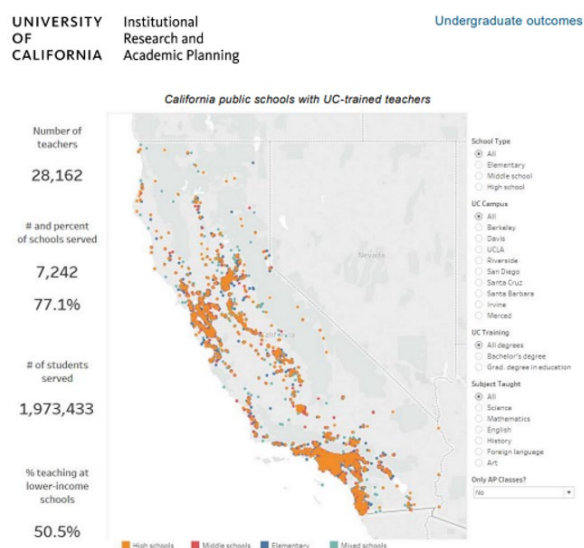 UNIVERSITY
OF
CALIFORNIA
Institutional
Research and
Academic Planning
Undergraduate outcomes
California public schools with UC-trained teachers
Number of
teachers
28,162
# and percent
of schools served
7,242
77.1%
# of students
served
1,973,433
% teaching at
lower-income
schools
50.5%
Nevada
School Type
All
Elementary
Middle school
High school
UC Campus
All
Berkeley
Davis
UCLA
Riverside
San Diego
Santa Cruz
Santa Barbara
Irvine
Merced
UC Training
All degrees
Bachelor's degree
Grad. degree in education
Subject Taught
All
Science
Mathematics
English
History
Foreign language
Art
Only AP Classes?
No
High schools
Middle schools
Elementary
Mixed schools